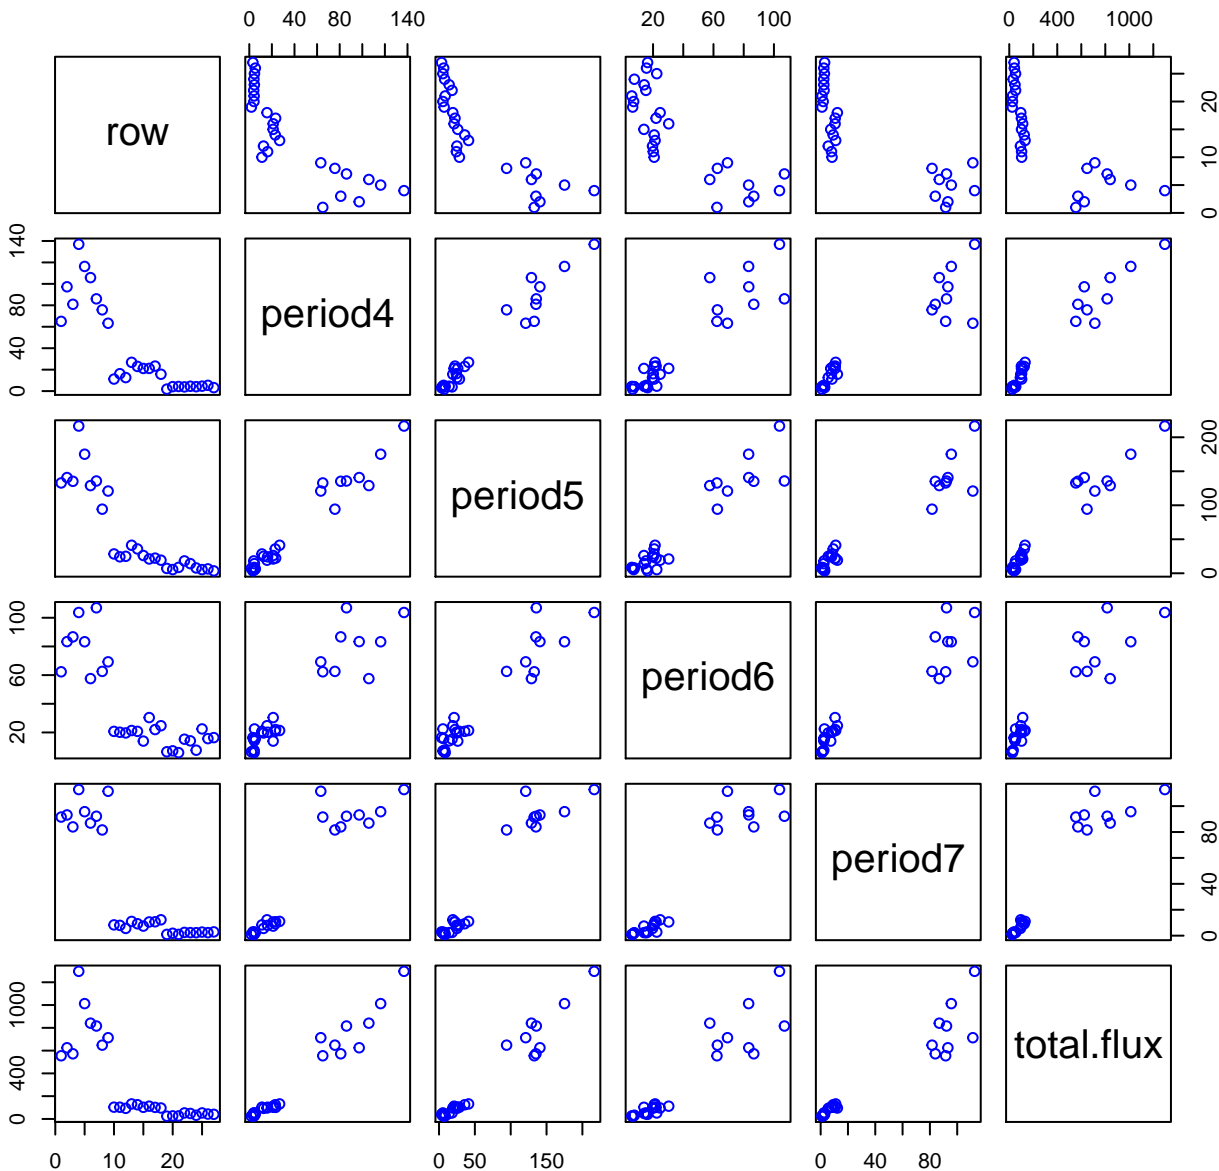 0 40 80 140 20 60 100 0 400 1000
row 0 10 20
0 40 80 140 period4
period5 0 100 200
20 60 100 period6
period7 0 40 80
0 400 1000 total.flux
0 20 0 50 150 0 40 80